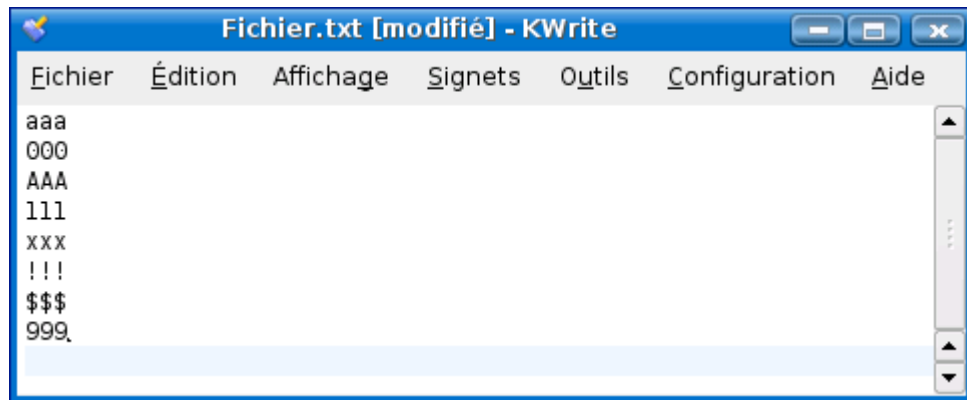 Fichier.txt [modifié] - KWrite
Fichier Édition Affichage Signets Outils Configuration Aide
aaa
000
AAA
111
xxx
!!!
$$$
999